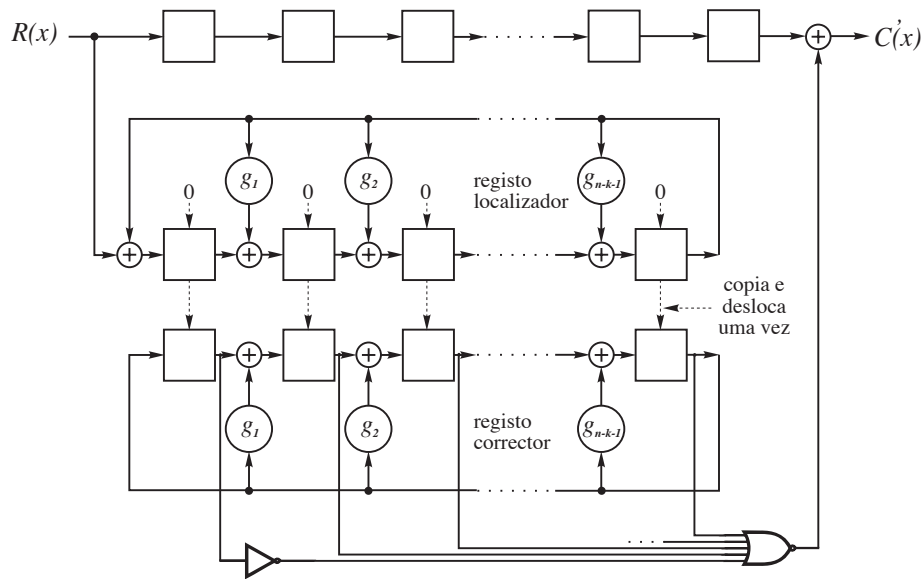 R(x)
C'(x)
g1
g2
registo
localizador
gn-k-1
0
0
0
0
copia e
desloca
uma vez
g1
g2
registo
corrector
gn-k-1